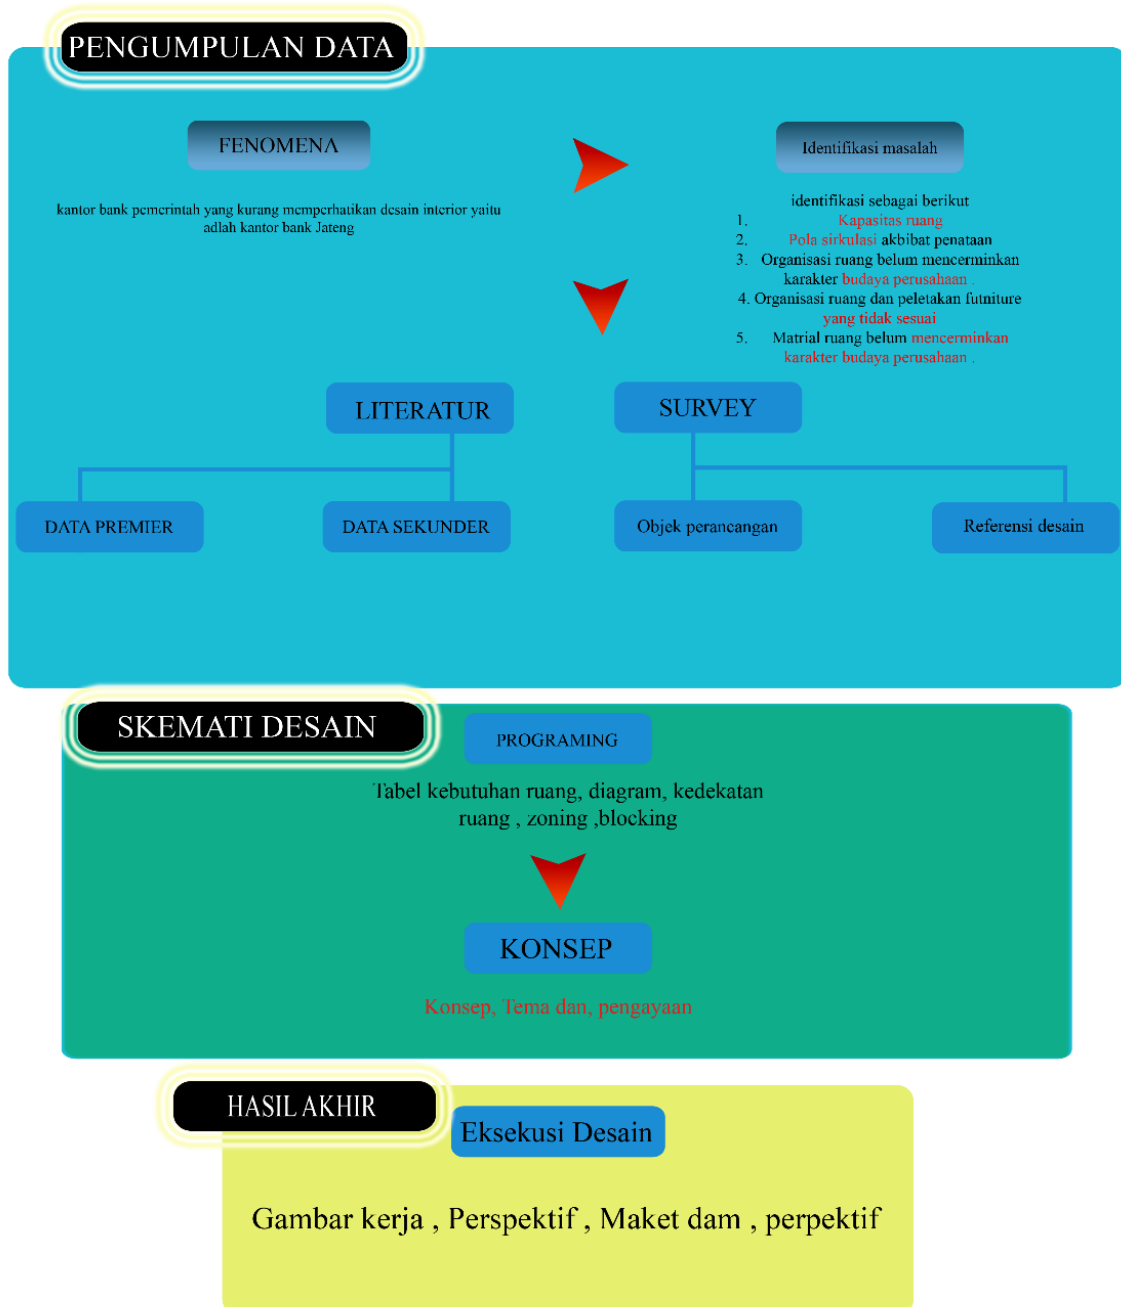 PENGUMPULAN DATA
FENOMENA
kantor bank pemerintah yang kurang memperhatikan desain interior yaitu
adlah kantor bank Jateng
Identifikasi masalah
identifikasi sebagai berikut
1. Kapasitas ruang
2. Pola sirkulasi akbibat penataan
3. Organisasi ruang belum mencerminkan
karakter budaya perusahaan .
4. Organisasi ruang dan peletakan futniture
yang tidak sesuai
5. Matrial ruang belum mencerminkan
karakter budaya perusahaan .
LITERATUR
SURVEY
DATA PREMIER
DATA SEKUNDER
Objek perancangan
Referensi desain
SKEMATI DESAIN
PROGRAMING
Tabel kebutuhan ruang, diagram, kedekatan
ruang , zoning ,blocking
KONSEP
Konsep, Tema dan, pengayaan
HASIL AKHIR
Eksekusi Desain
Gambar kerja , Perspektif , Maket dam , perpektif